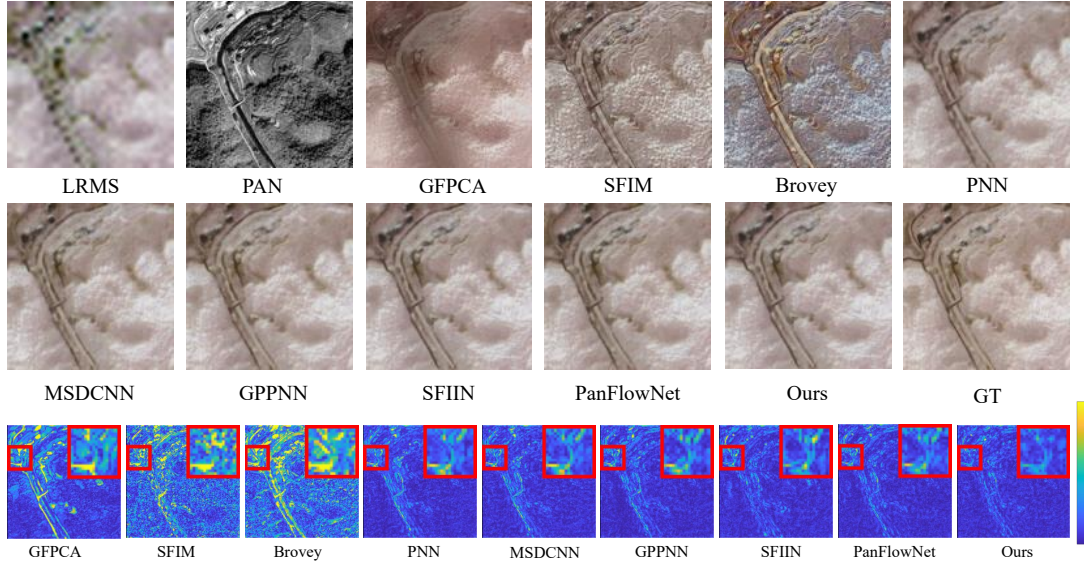 LRMS PAN GFPCA SFIM Brovey PNN
MSDCNN GPPNN SFIIN PanFlowNet Ours GT
GFPCA SFIM Brovey PNN MSDCNN GPPNN SFIIN PanFlowNet Ours